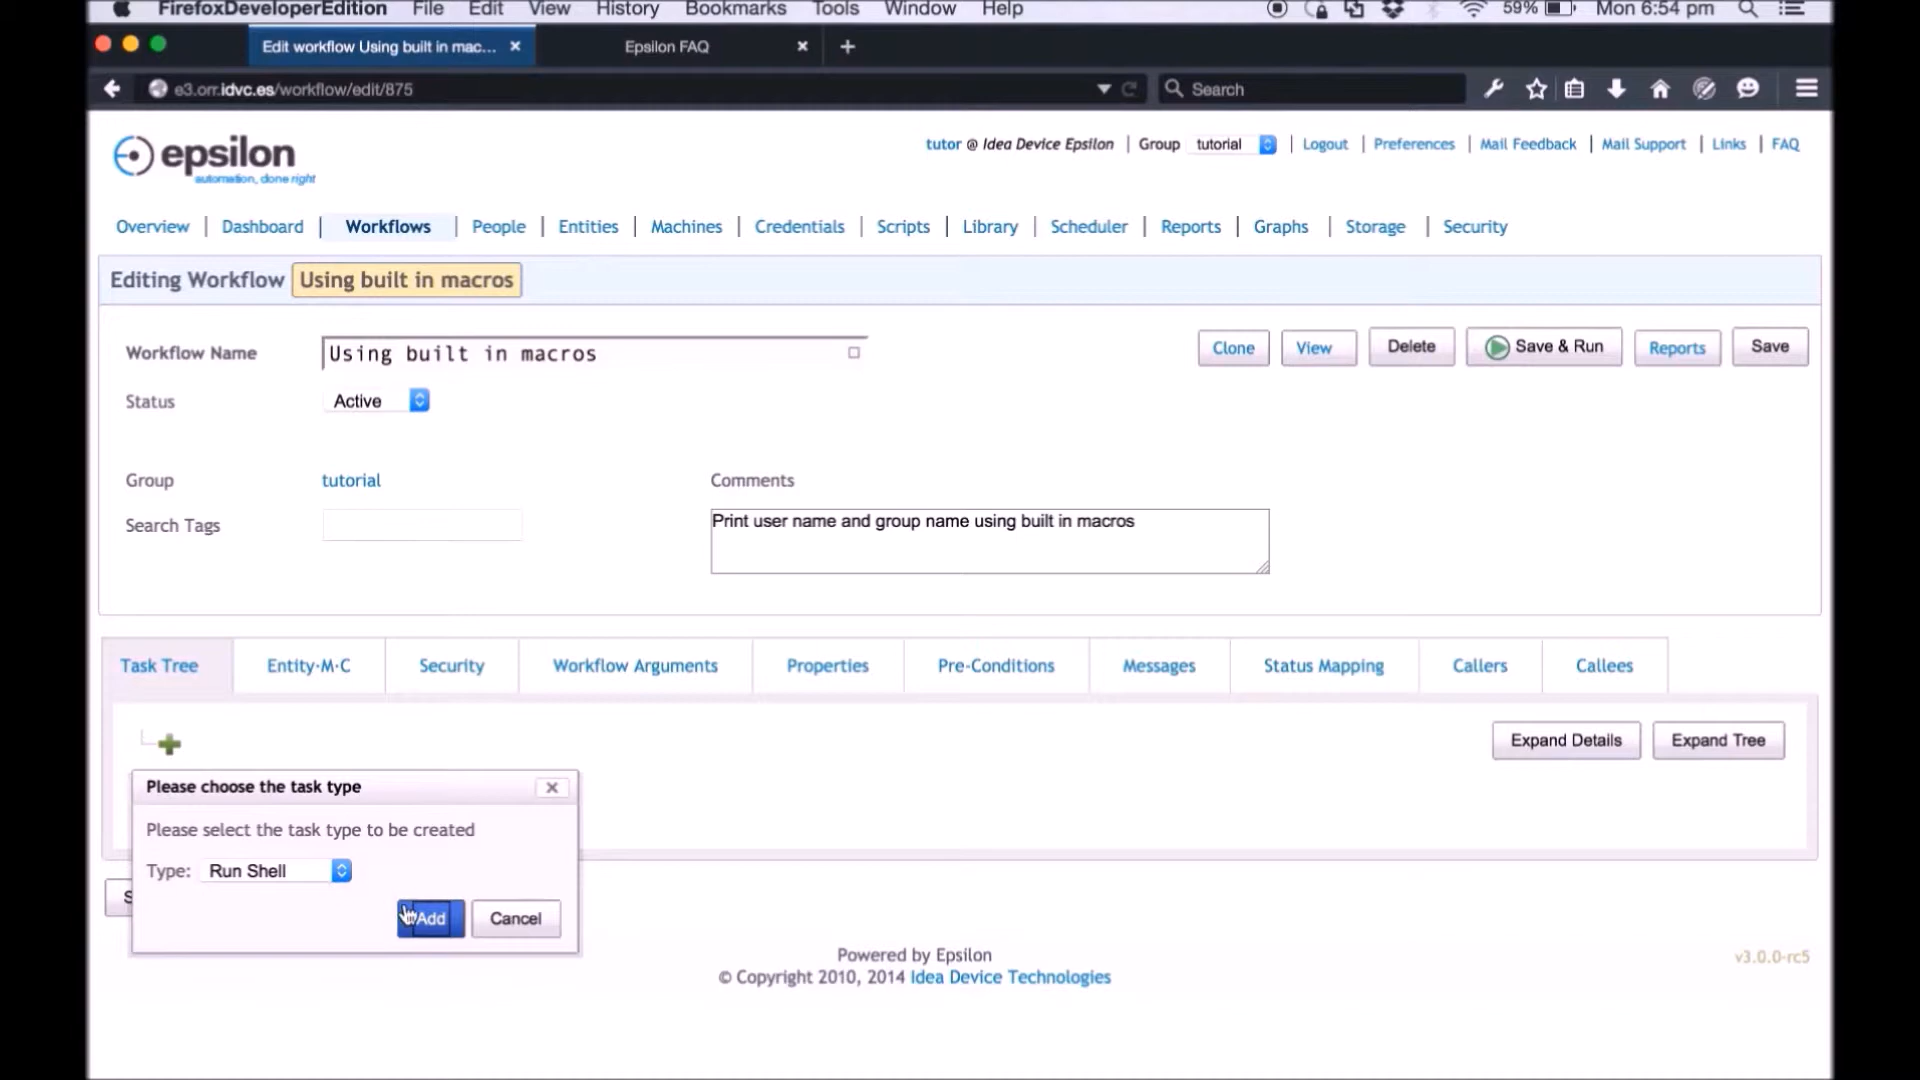 FirefoxDeveloperEdition File Edit View History Bookmarks Tools Window Help 59% Mon 6:54 pm
Edit workflow Using built in mac... Epsilon FAQ
e3.orr.idvc.es/workflow/edit/875 Search
epsilon
automation, done right
tutor @ Idea Device Epsilon | Group tutorial | Logout | Preferences | Mail Feedback | Mail Support | Links | FAQ
Overview | Dashboard | Workflows | People | Entities | Machines | Credentials | Scripts | Library | Scheduler | Reports | Graphs | Storage | Security
Editing Workflow Using built in macros
Workflow Name Using built in macros Clone View Delete Save & Run Reports Save
Status Active
Group tutorial Comments
Search Tags Print user name and group name using built in macros
Task Tree Entity·M·C Security Workflow Arguments Properties Pre-Conditions Messages Status Mapping Callers Callees
Expand Details Expand Tree
Please choose the task type
Please select the task type to be created
Type: Run Shell
Add Cancel
Powered by Epsilon v3.0.0-rc5
© Copyright 2010, 2014 Idea Device Technologies